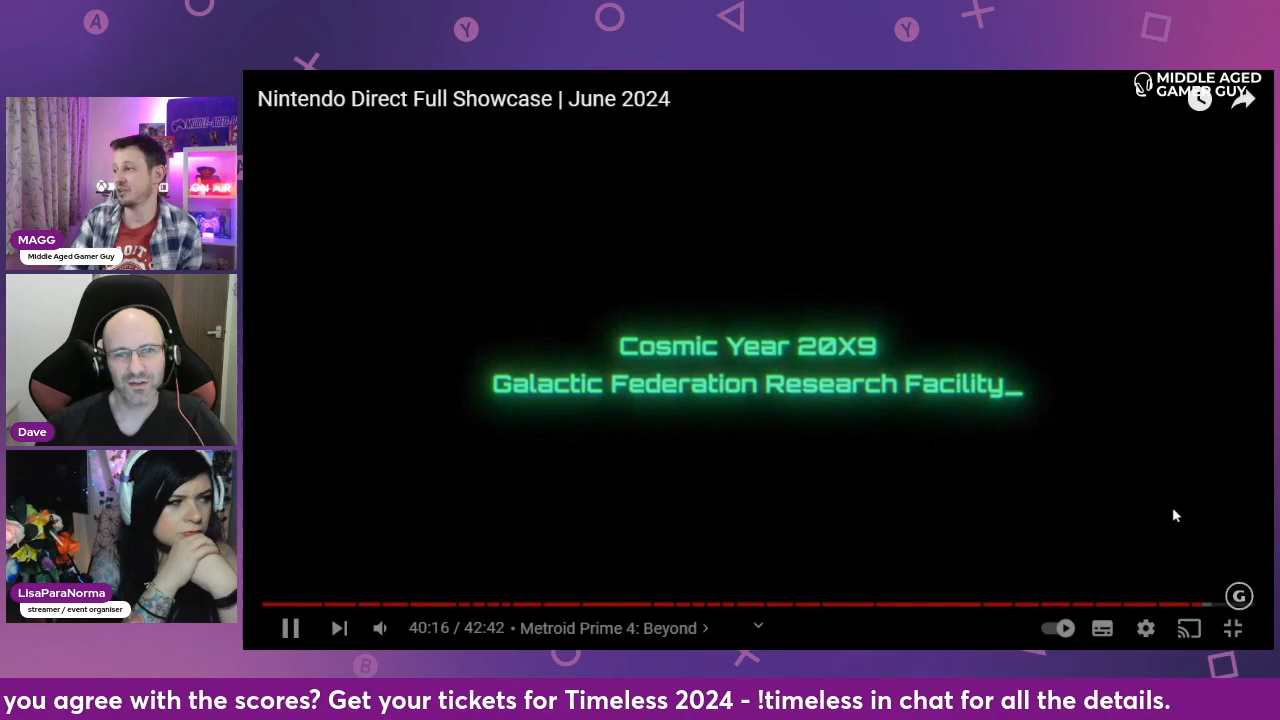 Nintendo Direct Full Showcase | June 2024
MIDDLE AGED
GAMER GUY
ON AIR
MAGG
Middle Aged Gamer Guy
Dave
LisaParaNorma
streamer / event organiser
Cosmic Year 20X9
Galactic Federation Research Facility_
40:16 / 42:42 • Metroid Prime 4: Beyond
G
A
Y
Y
B
you agree with the scores? Get your tickets for Timeless 2024 - !timeless in chat for all the details.